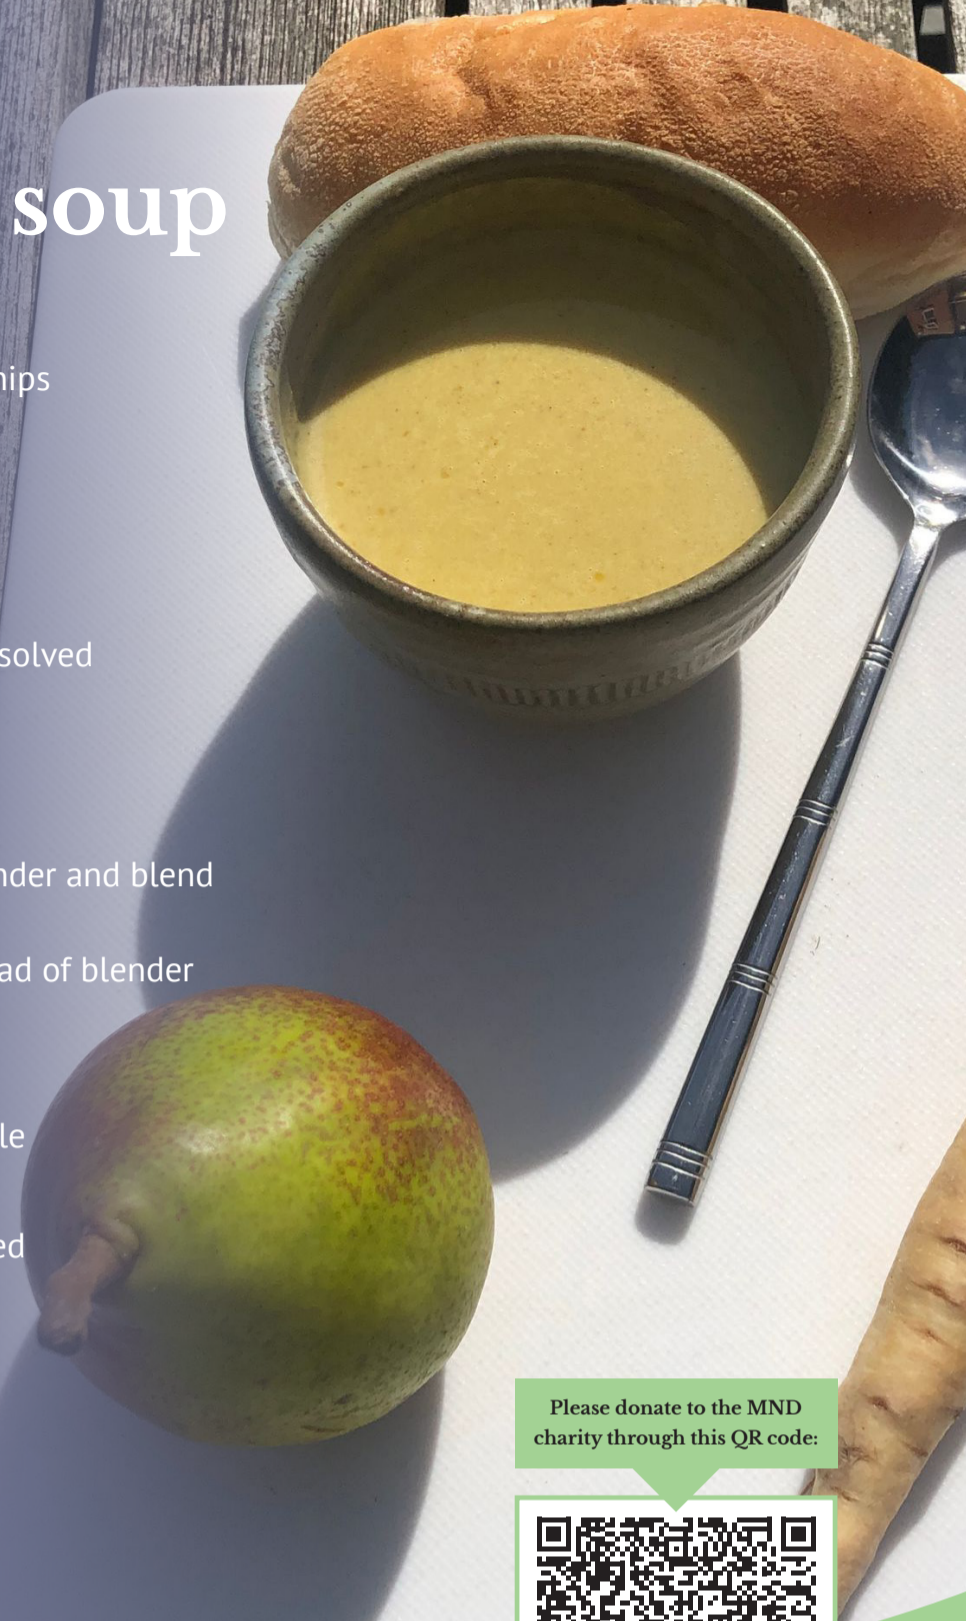 soup
hips
solved
nder and blend
ad of blender
le
ed
Please donate to the MND
charity through this QR code: